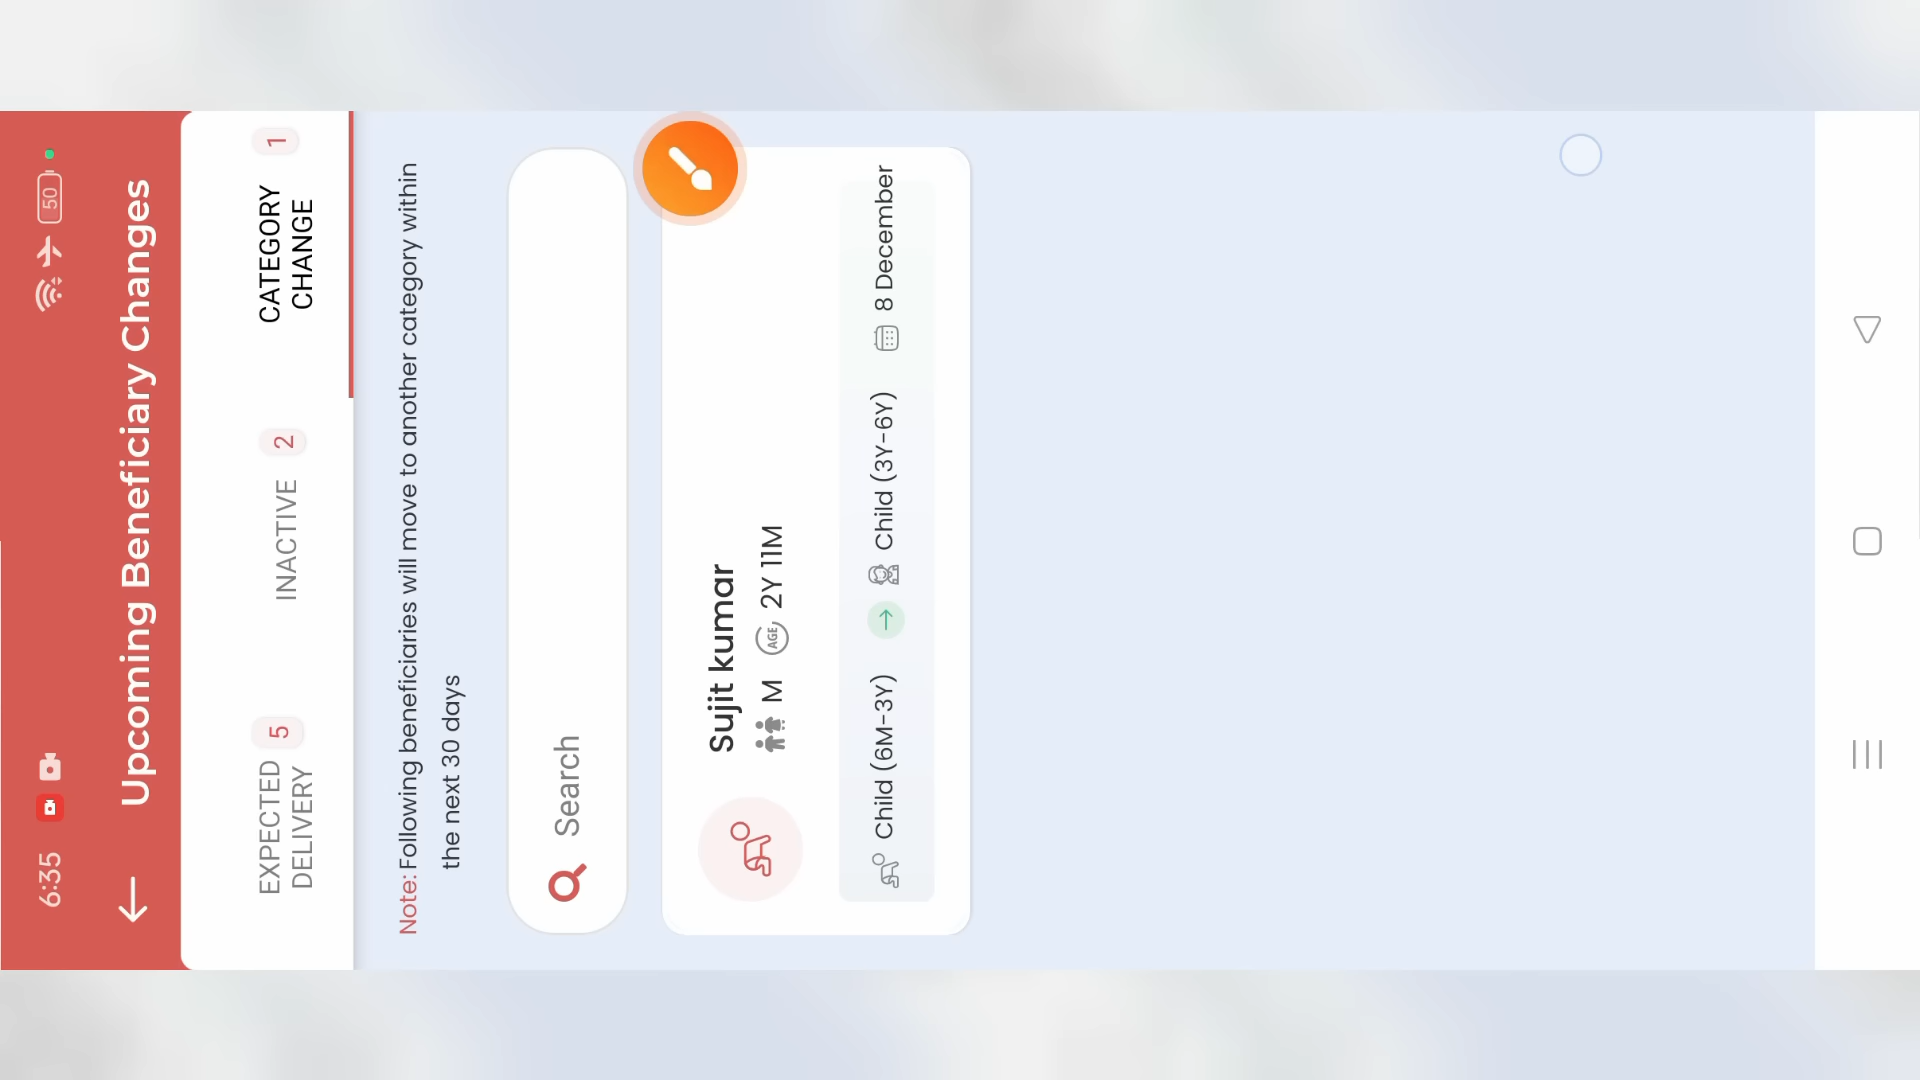 6:35
50
Upcoming Beneficiary Changes
EXPECTED
DELIVERY
5
INACTIVE
2
CATEGORY
CHANGE
1
Note: Following beneficiaries will move to another category within
the next 30 days
Search
Sujit kumar
M AGE 2Y 11M
Child (6M-3Y) Child (3Y-6Y) 8 December